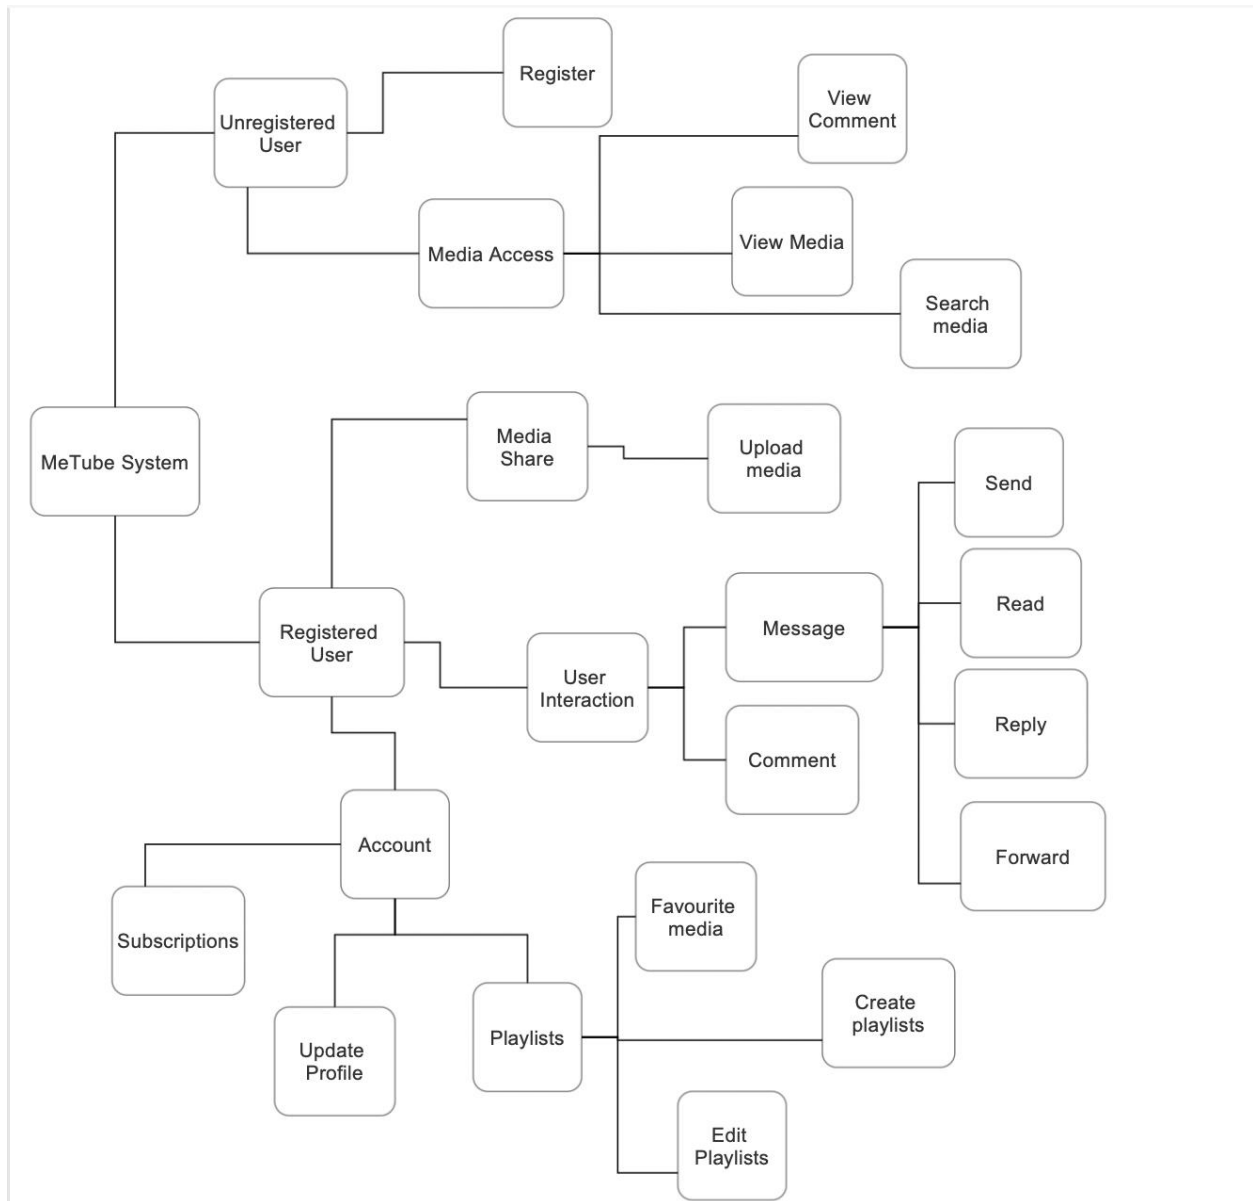 Register
View
Comment
Unregistered
User
View Media
Media Access
Search
media
Media
Share
Upload
media
MeTube System
Send
Read
Message
Registered
User
User
Interaction
Reply
Comment
Account
Forward
Favourite
media
Subscriptions
Create
playlists
Playlists
Update
Profile
Edit
Playlists